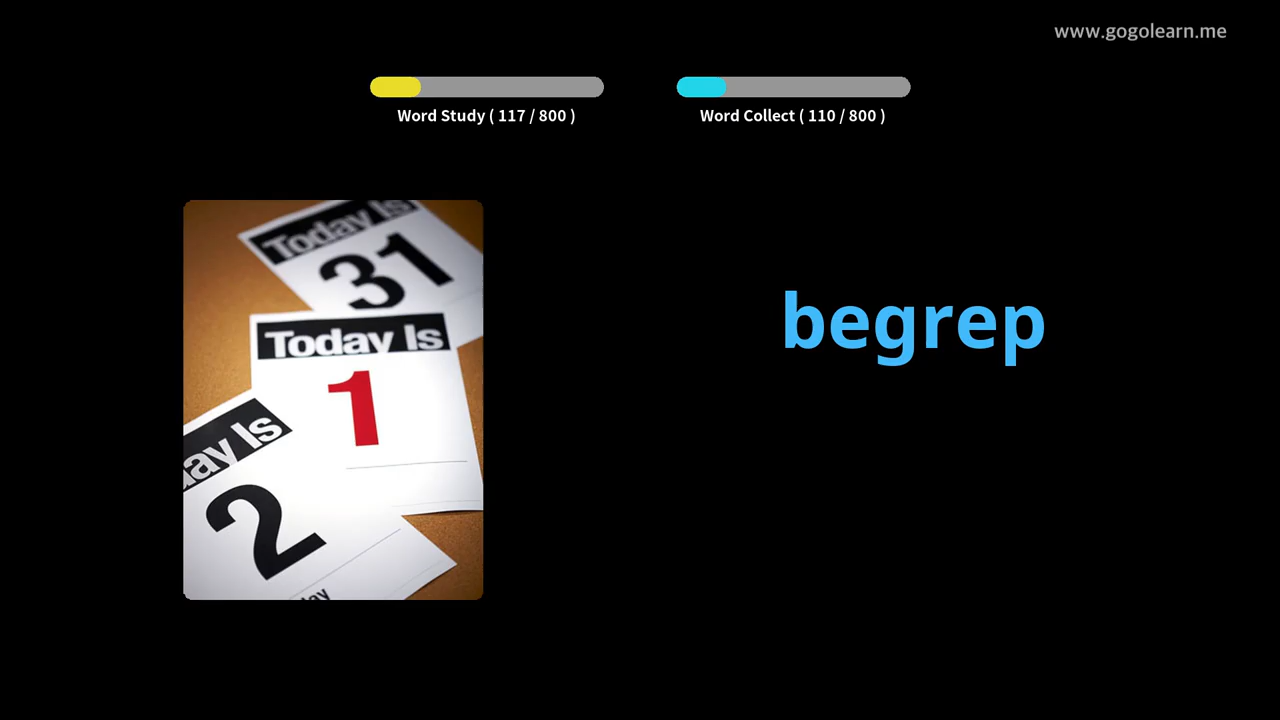 www.gogolearn.me
Word Study ( 117 / 800 )
Word Collect ( 110 / 800 )
Today Is
31
Today Is
1
day Is
2
begrep